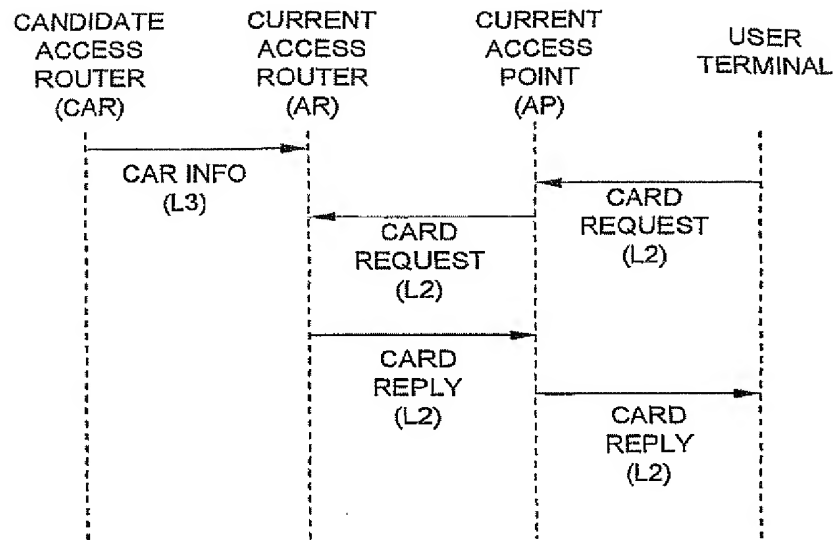 CANDIDATE
ACCESS
ROUTER
(CAR)
CURRENT
ACCESS
ROUTER
(AR)
CURRENT
ACCESS
POINT
(AP)
USER
TERMINAL
CAR INFO
(L3)
CARD
REQUEST
(L2)
CARD
REQUEST
(L2)
CARD
REPLY
(L2)
CARD
REPLY
(L2)